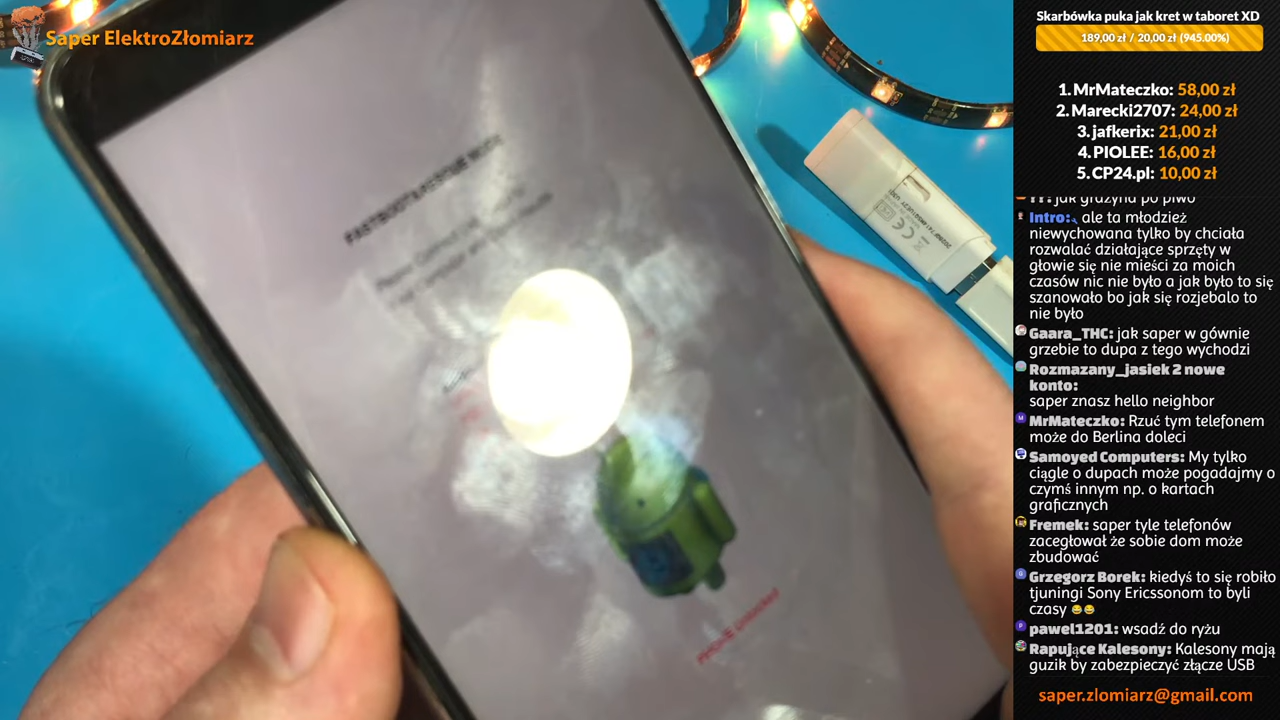 Saper ElektroZłomiarz
FASTBOOT&RESCUE MODE
PHONE Unlocked
Skarbówka puka jak kret w taboret XD
189,00 zł / 20,00 zł (945.00%)
1. MrMateczko: 58,00 zł
2. Marecki2707: 24,00 zł
3. jafkerix: 21,00 zł
4. PIOLEE: 16,00 zł
5. CP24.pl: 10,00 zł
jak grażyna po piwo
Intro: ale ta młodzież
niewychowana tylko by chciała
rozwalać działające sprzęty w
głowie się nie mieści za moich
czasów nic nie było a jak było to się
szanowało bo jak się rozjebalo to
nie było
Gaara_THC: jak saper w gównie
grzebie to dupa z tego wychodzi
Rozmazany_jasiek 2 nowe
konto:
saper znasz hello neighbor
MrMateczko: Rzuć tym telefonem
może do Berlina doleci
Samoyed Computers: My tylko
ciągle o dupach może pogadajmy o
czymś innym np. o kartach
graficznych
Fremek: saper tyle telefonów
zacegłował że sobie dom może
zbudować
Grzegorz Borek: kiedyś to się robiło
tjuningi Sony Ericssonom to byli
czasy 😂😂
pawel1201: wsadź do ryżu
Rapujące Kalesony: Kalesony mają
guzik by zabezpieczyć złącze USB
saper.zlomiarz@gmail.com